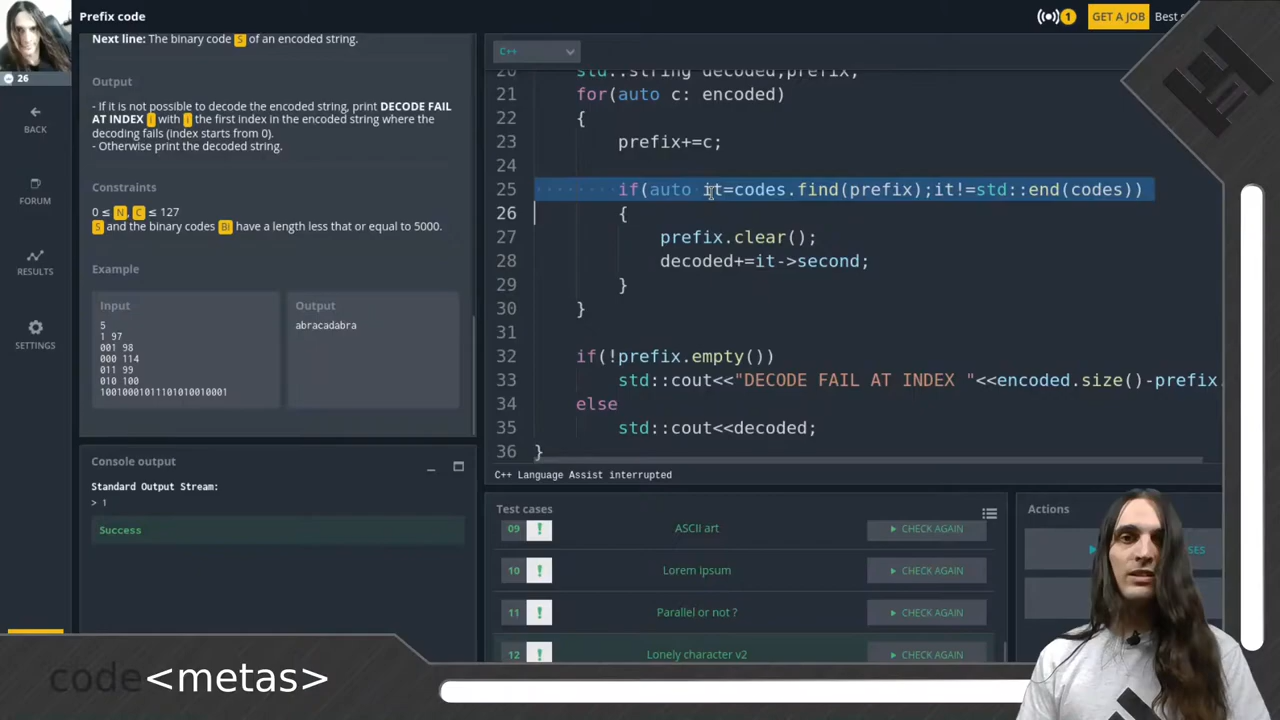 Prefix code
1
GET A JOB
Best
26
BACK
FORUM
RESULTS
SETTINGS
Next line: The binary code S of an encoded string.
Output
- If it is not possible to decode the encoded string, print DECODE FAIL
AT INDEX i with i the first index in the encoded string where the
decoding fails (index starts from 0).
- Otherwise print the decoded string.
Constraints
0 ≤ N, C ≤ 127
S and the binary codes Bi have a length less that or equal to 5000.
Example
Input
5
1 97
001 98
000 114
011 99
010 100
10010001011101010010001
Output
abracadabra
Console output
Standard Output Stream:
> 1
Success
C++
20 std::string decoded,prefix;
21 for(auto c: encoded)
22 {
23 prefix+=c;
24
25 if(auto it=codes.find(prefix);it!=std::end(codes))
26 {
27 prefix.clear();
28 decoded+=it->second;
29 }
30 }
31
32 if(!prefix.empty())
33 std::cout<<"DECODE FAIL AT INDEX "<<encoded.size()-prefix.
34 else
35 std::cout<<decoded;
36 }
C++ Language Assist interrupted
Test cases
09 ! ASCII art CHECK AGAIN
10 ! Lorem ipsum CHECK AGAIN
11 ! Parallel or not ? CHECK AGAIN
12 ! Lonely character v2 CHECK AGAIN
Actions
code<metas>